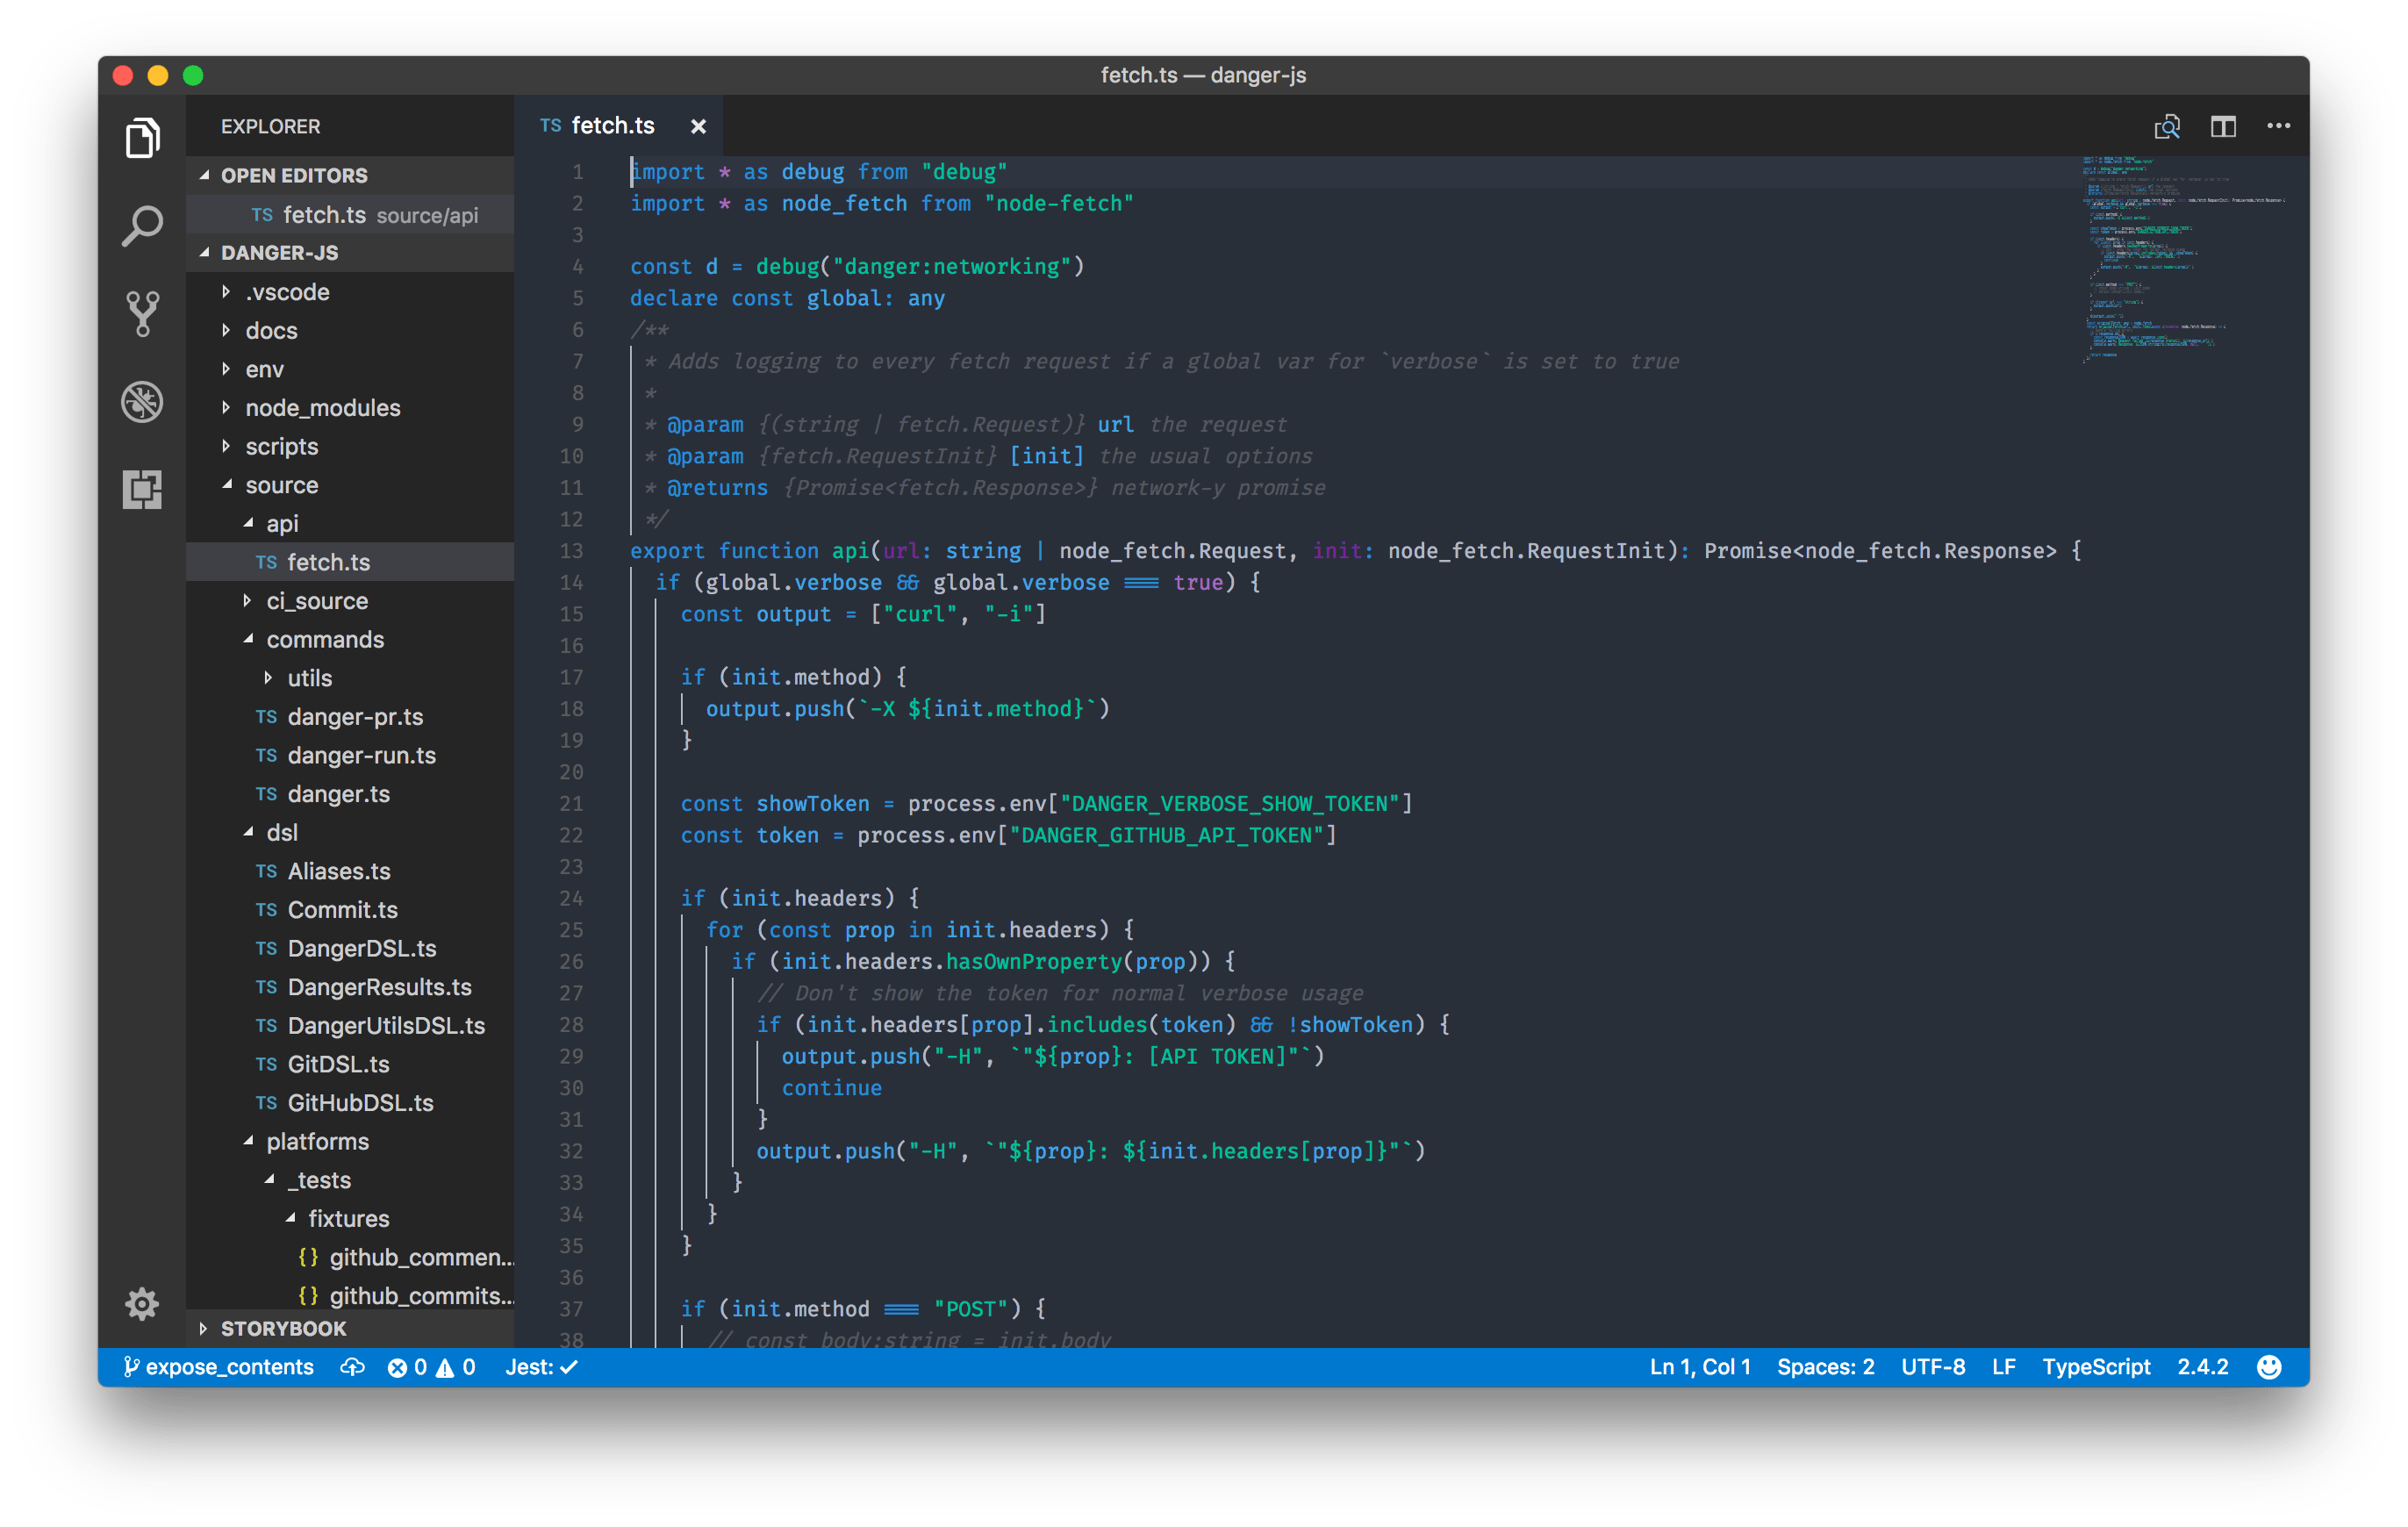 fetch.ts — danger-js
EXPLORER
OPEN EDITORS
TS fetch.ts source/api
DANGER-JS
.vscode
docs
env
node_modules
scripts
source
api
TS fetch.ts
ci_source
commands
utils
TS danger-pr.ts
TS danger-run.ts
TS danger.ts
dsl
TS Aliases.ts
TS Commit.ts
TS DangerDSL.ts
TS DangerResults.ts
TS DangerUtilsDSL.ts
TS GitDSL.ts
TS GitHubDSL.ts
platforms
_tests
fixtures
{} github_commen...
{} github_commits...
STORYBOOK
TS fetch.ts
1 import * as debug from "debug"
2 import * as node_fetch from "node-fetch"
3
4 const d = debug("danger:networking")
5 declare const global: any
6 /**
7 * Adds logging to every fetch request if a global var for `verbose` is set to true
8 *
9 * @param {(string | fetch.Request)} url the request
10 * @param {fetch.RequestInit} [init] the usual options
11 * @returns {Promise<fetch.Response>} network-y promise
12 */
13 export function api(url: string | node_fetch.Request, init: node_fetch.RequestInit): Promise<node_fetch.Response> {
14 if (global.verbose && global.verbose === true) {
15 const output = ["curl", "-i"]
16
17 if (init.method) {
18 output.push(`-X ${init.method}`)
19 }
20
21 const showToken = process.env["DANGER_VERBOSE_SHOW_TOKEN"]
22 const token = process.env["DANGER_GITHUB_API_TOKEN"]
23
24 if (init.headers) {
25 for (const prop in init.headers) {
26 if (init.headers.hasOwnProperty(prop)) {
27 // Don't show the token for normal verbose usage
28 if (init.headers[prop].includes(token) && !showToken) {
29 output.push("-H", `"${prop}: [API TOKEN]"`)
30 continue
31 }
32 output.push("-H", `"${prop}: ${init.headers[prop]}"`)
33 }
34 }
35 }
36
37 if (init.method === "POST") {
38 // const body:string = init.body
expose_contents 0 0 Jest: ✓ Ln 1, Col 1 Spaces: 2 UTF-8 LF TypeScript 2.4.2